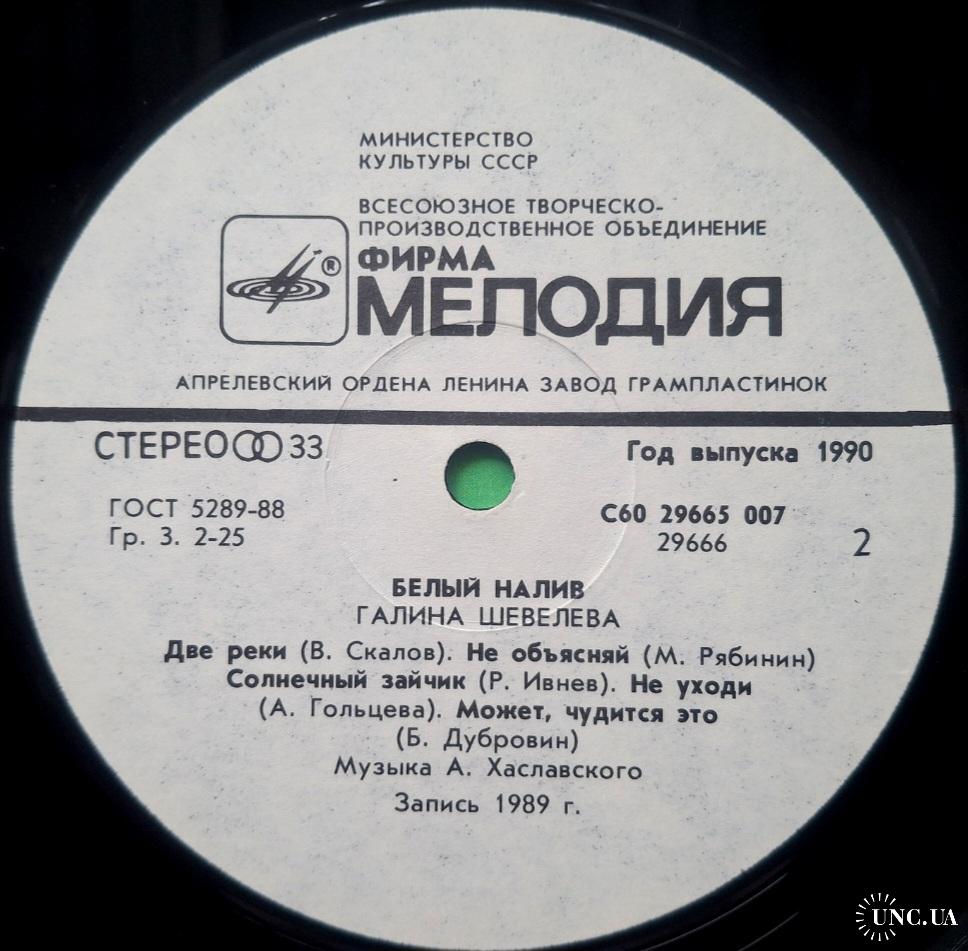 МИНИСТЕРСТВО
КУЛЬТУРЫ СССР
ВСЕСОЮЗНОЕ ТВОРЧЕСКО-
ПРОИЗВОДСТВЕННОЕ ОБЪЕДИНЕНИЕ
ФИРМА
®
МЕЛОДИЯ
АПРЕЛЕВСКИЙ ОРДЕНА ЛЕНИНА ЗАВОД ГРАМПЛАСТИНОК
СТЕРЕО 33
Год выпуска 1990
ГОСТ 5289-88
Гр. 3. 2-25
С60 29665 007
29666
2
БЕЛЫЙ НАЛИВ
ГАЛИНА ШЕВЕЛЕВА
Две реки (В. Скалов). Не объясняй (М. Рябинин)
Солнечный зайчик (Р. Ивнев). Не уходи
(А. Гольцева). Может, чудится это
(Б. Дубровин)
Музыка А. Хаславского
Запись 1989 г.
UNC.UA